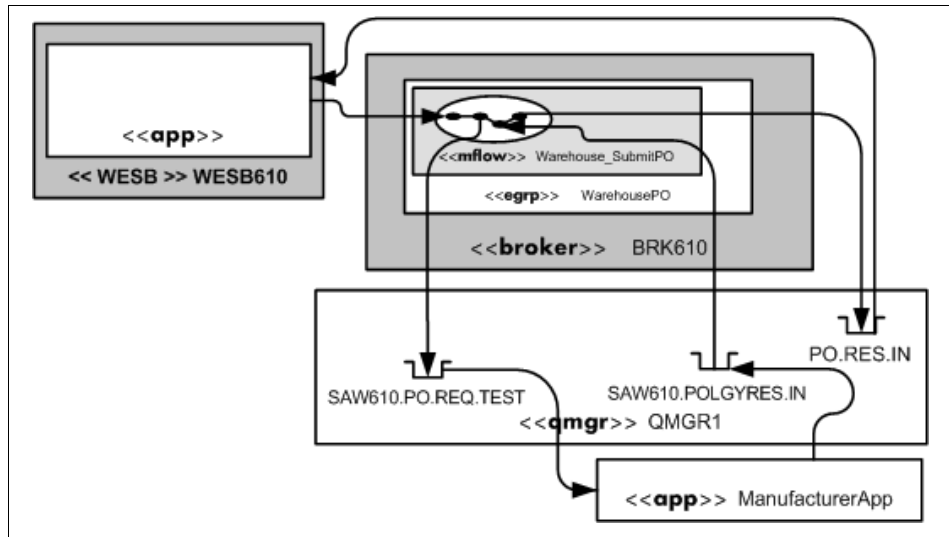 <<app>>
<< WESB >> WESB610
<<mflow>> Warehouse_SubmitPO
<<egrp>> WarehousePO
<<broker>> BRK610
PO.RES.IN
SAW610.PO.REQ.TEST
SAW610.POLGYRES.IN
<<qmgr>> QMGR1
<<app>> ManufacturerApp